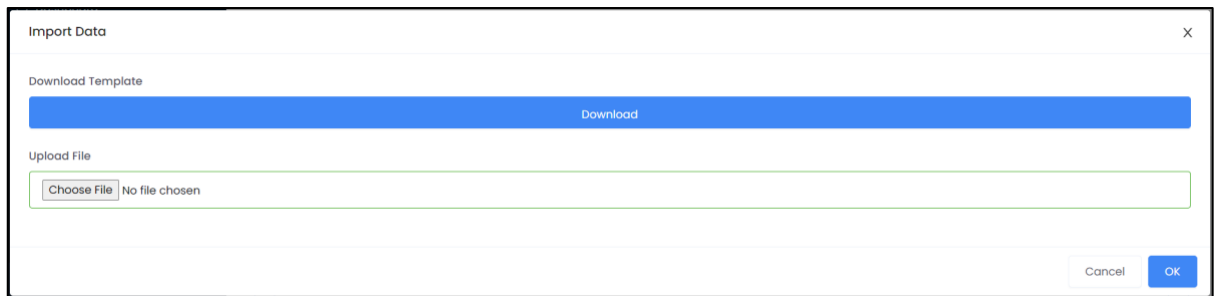 Import Data X
Download Template
Download
Upload File
Choose File No file chosen
Cancel OK